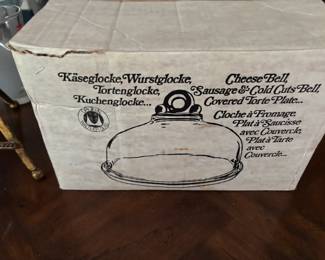 Käseglocke, Wurstglocke,
Tortenglocke,
Kuchenglocke...
Cheese Bell,
Sausage & Cold Cuts Bell,
Covered Torte Plate...
Cloche à Fromage,
Plat à Saucisse
avec Couvercle,
Plat à Tarte
avec
Couvercle...